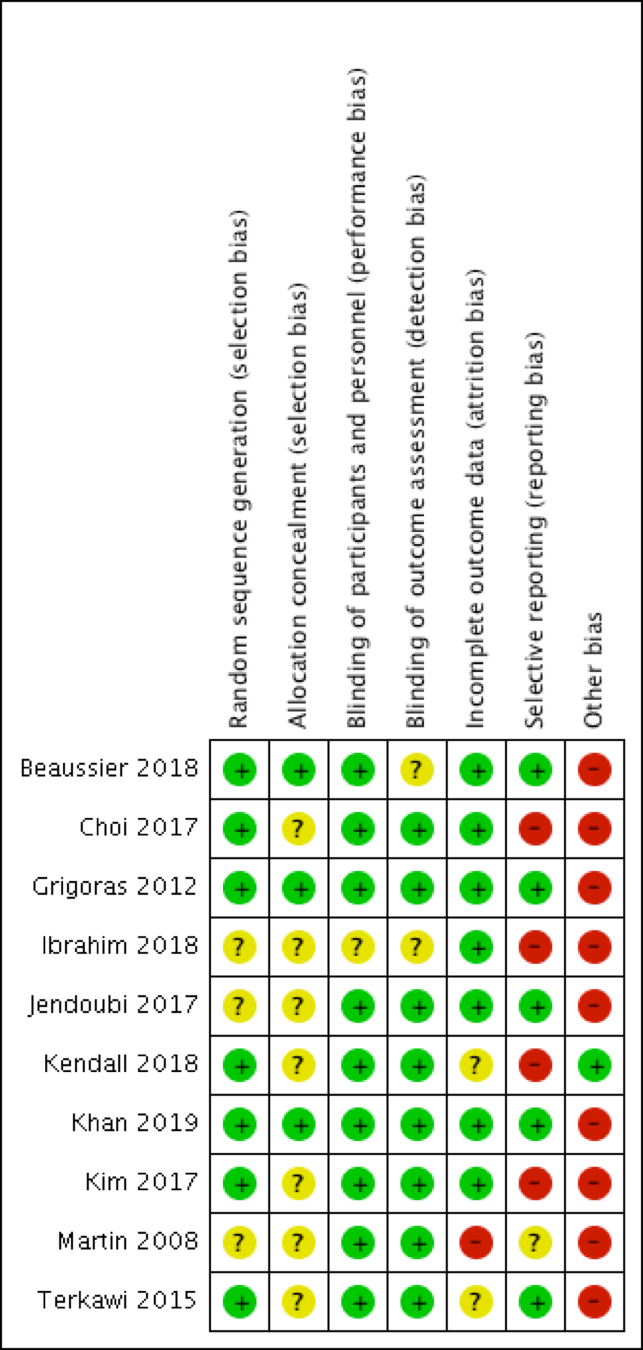 Random sequence generation (selection bias)
Allocation concealment (selection bias)
Blinding of participants and personnel (performance bias)
Blinding of outcome assessment (detection bias)
Incomplete outcome data (attrition bias)
Selective reporting (reporting bias)
Other bias
Beaussier 2018 + + + ? + + -
Choi 2017 + ? + + + - -
Grigoras 2012 + + + + + + -
Ibrahim 2018 ? ? ? ? + - -
Jendoubi 2017 ? ? + + + + -
Kendall 2018 + ? + + ? - +
Khan 2019 + + + + + + -
Kim 2017 + ? + + + - -
Martin 2008 ? ? + + - ? -
Terkawi 2015 + ? + + ? + -